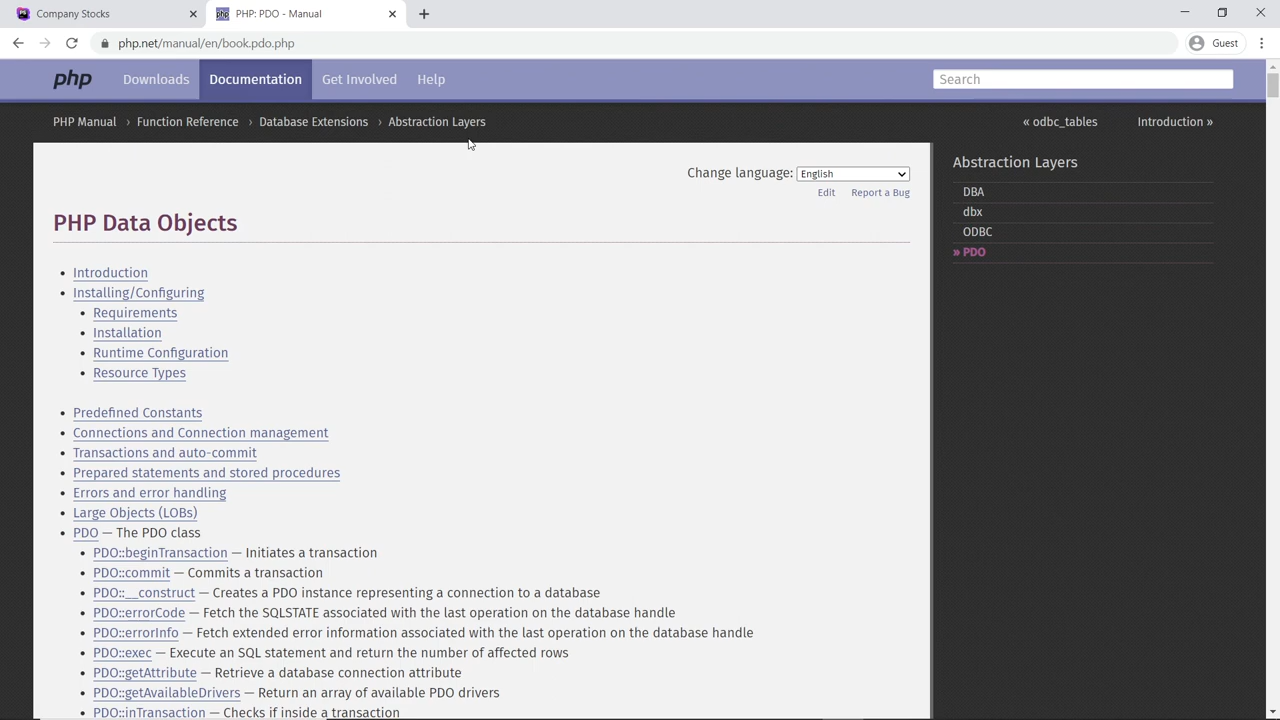 Company Stocks
PHP: PDO - Manual
php.net/manual/en/book.pdo.php
Guest
php
Downloads
Documentation
Get Involved
Help
Search
PHP Manual › Function Reference › Database Extensions › Abstraction Layers
« odbc_tables
Introduction »
Change language: English
Edit
Report a Bug
PHP Data Objects
• Introduction
• Installing/Configuring
• Requirements
• Installation
• Runtime Configuration
• Resource Types
• Predefined Constants
• Connections and Connection management
• Transactions and auto-commit
• Prepared statements and stored procedures
• Errors and error handling
• Large Objects (LOBs)
• PDO — The PDO class
• PDO::beginTransaction — Initiates a transaction
• PDO::commit — Commits a transaction
• PDO::__construct — Creates a PDO instance representing a connection to a database
• PDO::errorCode — Fetch the SQLSTATE associated with the last operation on the database handle
• PDO::errorInfo — Fetch extended error information associated with the last operation on the database handle
• PDO::exec — Execute an SQL statement and return the number of affected rows
• PDO::getAttribute — Retrieve a database connection attribute
• PDO::getAvailableDrivers — Return an array of available PDO drivers
• PDO::inTransaction — Checks if inside a transaction
Abstraction Layers
DBA
dbx
ODBC
» PDO